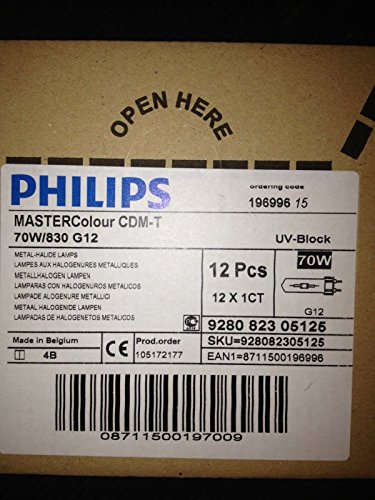 OPEN HERE
PHILIPS
ordering code
196996 15
MASTERColour CDM-T
70W/830 G12
UV-Block
METAL-HALIDE LAMPS
LAMPES AUX HALOGENURES METALLIQUES
METALLHALOGEN LAMPEN
LAMPARAS CON HALOGENUROS METALICOS
LAMPADE ALOGENURE METALLICI
METAAL HALOGENIDE LAMPEN
LAMPADAS DE HALOGENETOS METALICOS
12 Pcs
12 X 1CT
70W
G12
9280 823 05125
SKU=928082305125
EAN1=8711500196996
Made in Belgium
4B
CE
Prod.order
105172177
08711500197009